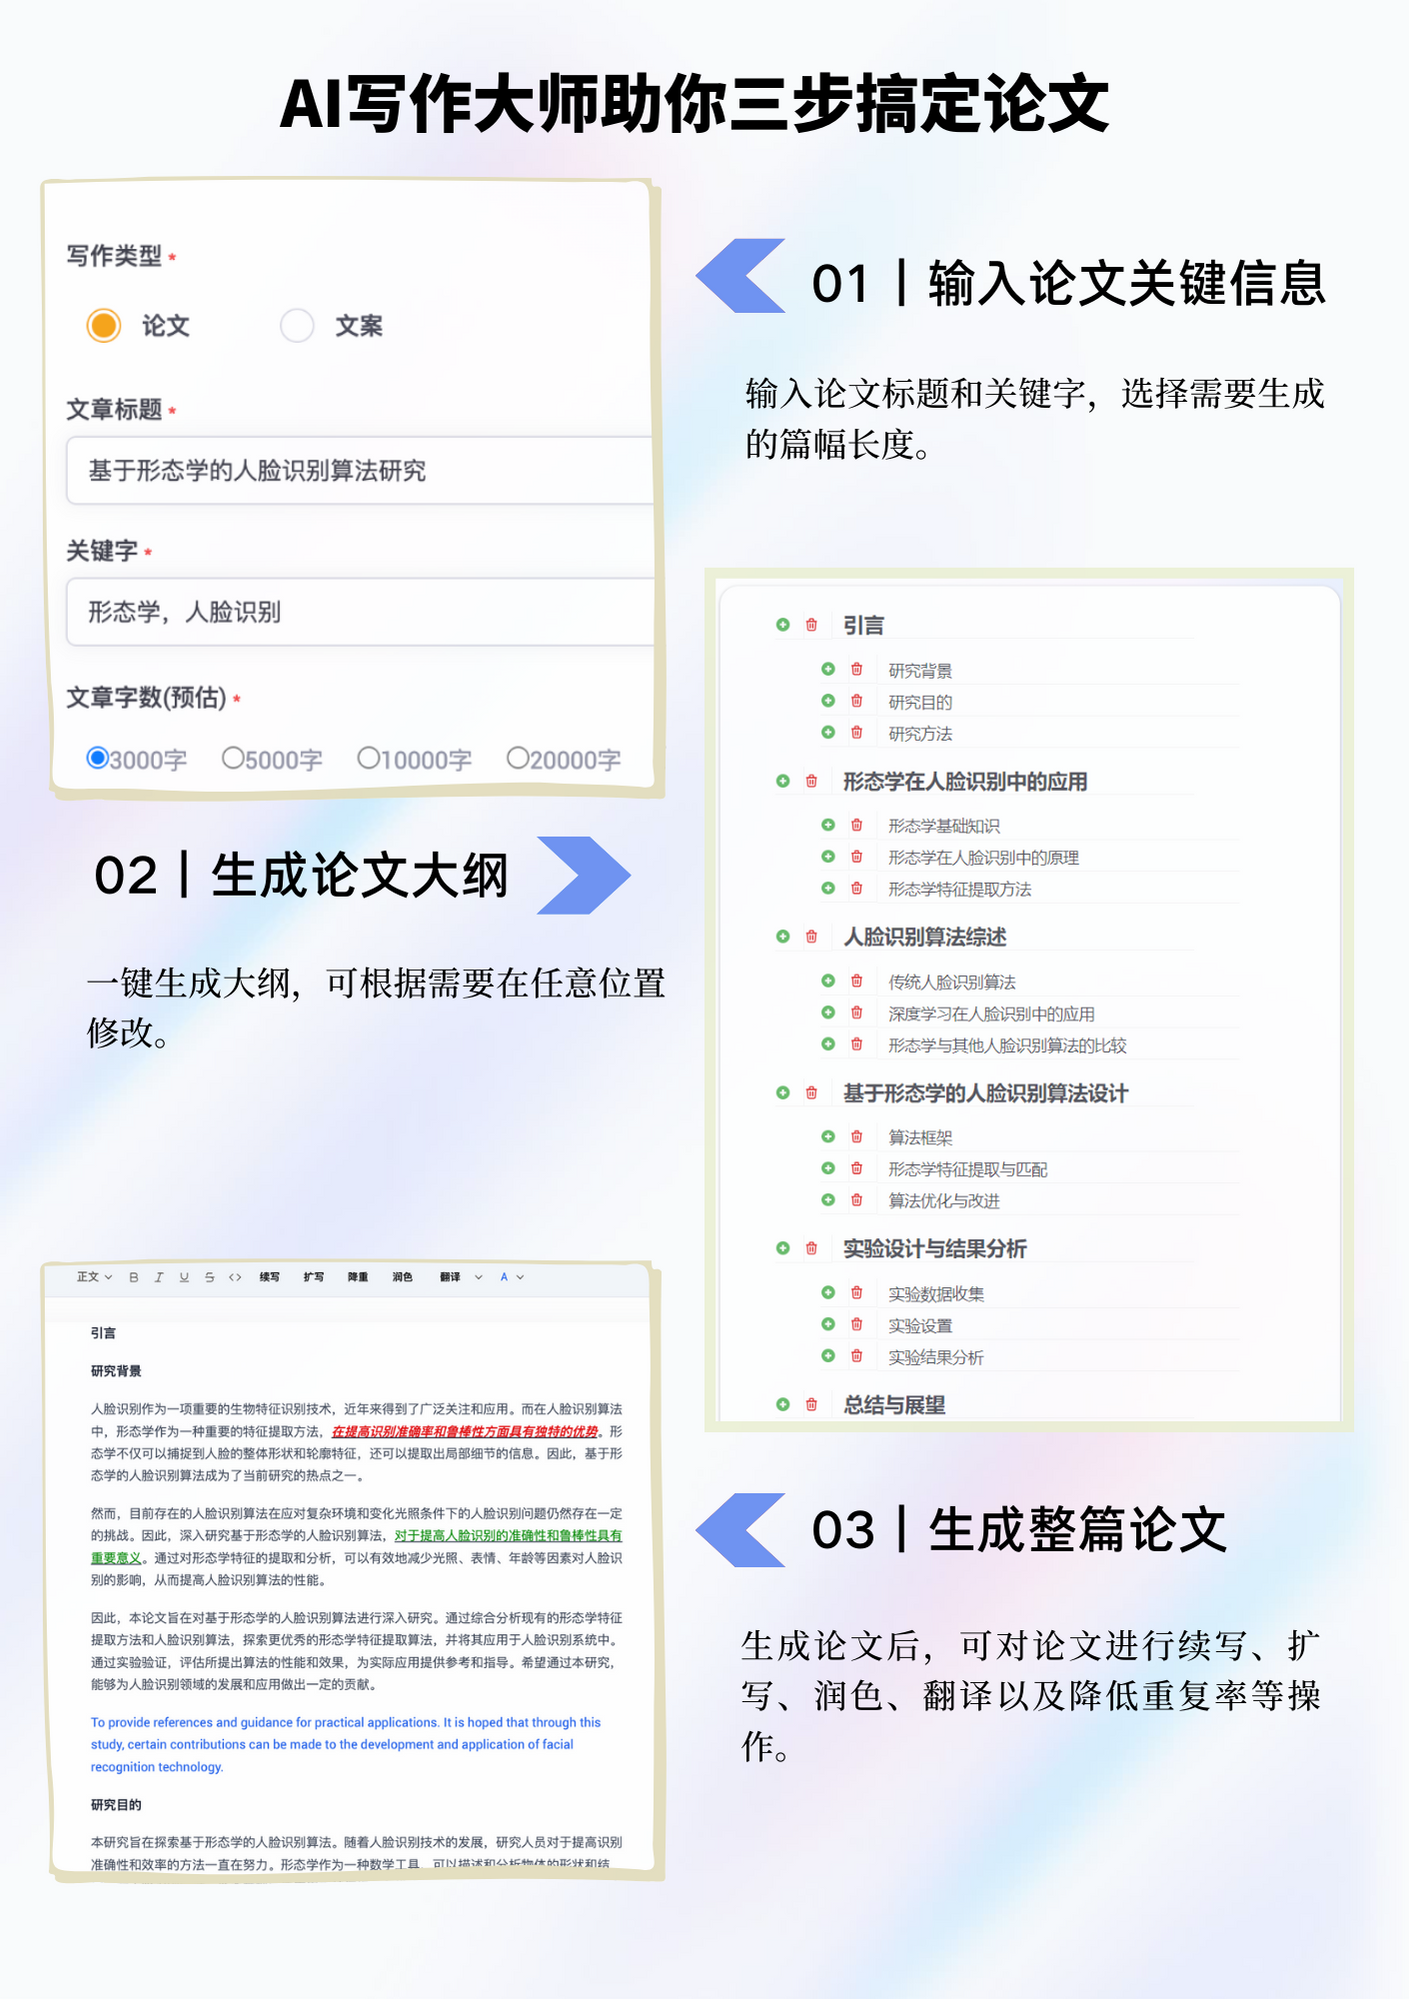 AI写作大师助你三步搞定论文
写作类型 *
论文 文案
文章标题 *
基于形态学的人脸识别算法研究
关键字 *
形态学，人脸识别
文章字数(预估) *
3000字 5000字 10000字 20000字
01｜输入论文关键信息
输入论文标题和关键字，选择需要生成
的篇幅长度。
02｜生成论文大纲
一键生成大纲，可根据需要在任意位置
修改。
引言
研究背景
研究目的
研究方法
形态学在人脸识别中的应用
形态学基础知识
形态学在人脸识别中的原理
形态学特征提取方法
人脸识别算法综述
传统人脸识别算法
深度学习在人脸识别中的应用
形态学与其他人脸识别算法的比较
基于形态学的人脸识别算法设计
算法框架
形态学特征提取与匹配
算法优化与改进
实验设计与结果分析
实验数据收集
实验设置
实验结果分析
总结与展望
正文 B I U S <> 续写 扩写 降重 润色 翻译 A
引言
研究背景
人脸识别作为一项重要的生物特征识别技术，近年来得到了广泛关注和应用。而在人脸识别算法
中，形态学作为一种重要的特征提取方法，在提高识别准确率和鲁棒性方面具有独特的优势。形
态学不仅可以捕捉到人脸的整体形状和轮廓特征，还可以提取出局部细节的信息。因此，基于形
态学的人脸识别算法成为了当前研究的热点之一。
然而，目前存在的人脸识别算法在应对复杂环境和变化光照条件下的人脸识别问题仍然存在一定
的挑战。因此，深入研究基于形态学的人脸识别算法，对于提高人脸识别的准确性和鲁棒性具有
重要意义。通过对形态学特征的提取和分析，可以有效地减少光照、表情、年龄等因素对人脸识
别的影响，从而提高人脸识别算法的性能。
因此，本论文旨在对基于形态学的人脸识别算法进行深入研究。通过综合分析现有的形态学特征
提取方法和人脸识别算法，探索更优秀的形态学特征提取算法，并将其应用于人脸识别系统中。
通过实验验证，评估所提出算法的性能和效果，为实际应用提供参考和指导。希望通过本研究，
能够为人脸识别领域的发展和应用做出一定的贡献。
To provide references and guidance for practical applications. It is hoped that through this
study, certain contributions can be made to the development and application of facial
recognition technology.
研究目的
本研究旨在探索基于形态学的人脸识别算法。随着人脸识别技术的发展，研究人员对于提高识别
准确性和效率的方法一直在努力。形态学作为一种数学工具，可以描述和分析物体的形状和结
03｜生成整篇论文
生成论文后，可对论文进行续写、扩
写、润色、翻译以及降低重复率等操
作。